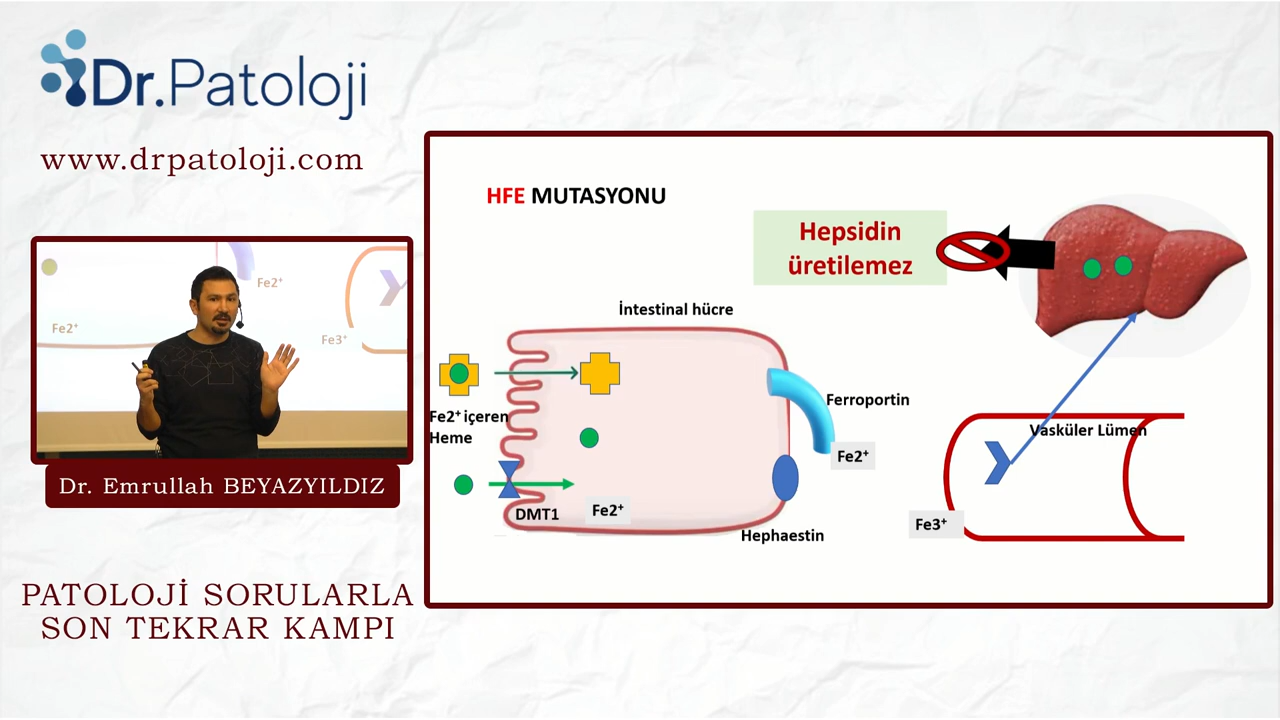 Dr.Patoloji
www.drpatoloji.com
Fe2⁺
Fe2⁺
Fe3⁺
Dr. Emrullah BEYAZYILDIZ
PATOLOJİ SORULARLA
SON TEKRAR KAMPI
HFE MUTASYONU
Hepsidin
üretilemez
İntestinal hücre
Fe2⁺ içeren
Heme
Ferroportin
Fe2⁺
Vasküler Lümen
DMT1
Fe2⁺
Fe3⁺
Hephaestin